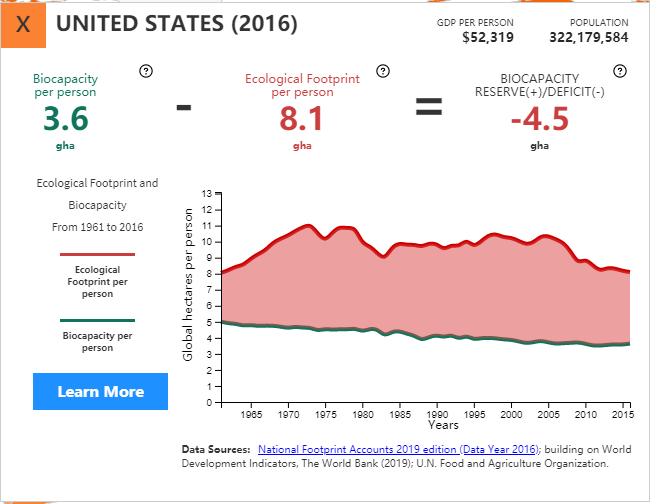 X
UNITED STATES (2016)
GDP PER PERSON
$52,319
POPULATION
322,179,584
Biocapacity
per person
3.6
gha
?
-
Ecological Footprint
per person
8.1
gha
?
=
BIOCAPACITY
RESERVE(+)/DEFICIT(-)
-4.5
gha
?
Ecological Footprint and
Biocapacity
From 1961 to 2016
Ecological
Footprint per
person
Biocapacity per
person
Learn More
Global hectares per person
13
12
11
10
9
8
7
6
5
4
3
2
1
0
1965 1970 1975 1980 1985 1990 1995 2000 2005 2010 2015
Years
Data Sources: National Footprint Accounts 2019 edition (Data Year 2016); building on World
Development Indicators, The World Bank (2019); U.N. Food and Agriculture Organization.